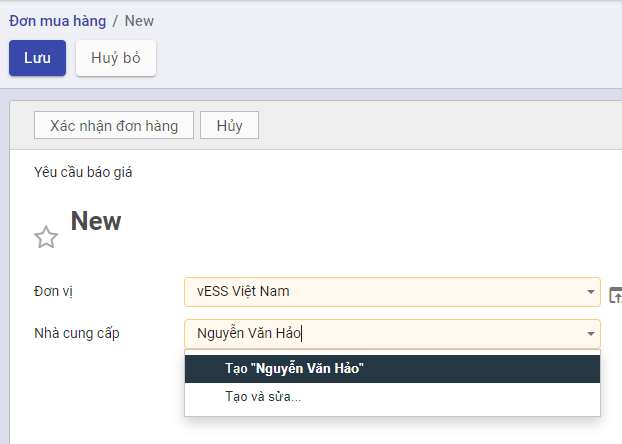 Đơn mua hàng / New
Lưu
Huỷ bỏ
Xác nhận đơn hàng
Hủy
Yêu cầu báo giá
New
Đơn vị
vESS Việt Nam
Nhà cung cấp
Nguyễn Văn Hảo
Tạo "Nguyễn Văn Hảo"
Tạo và sửa...